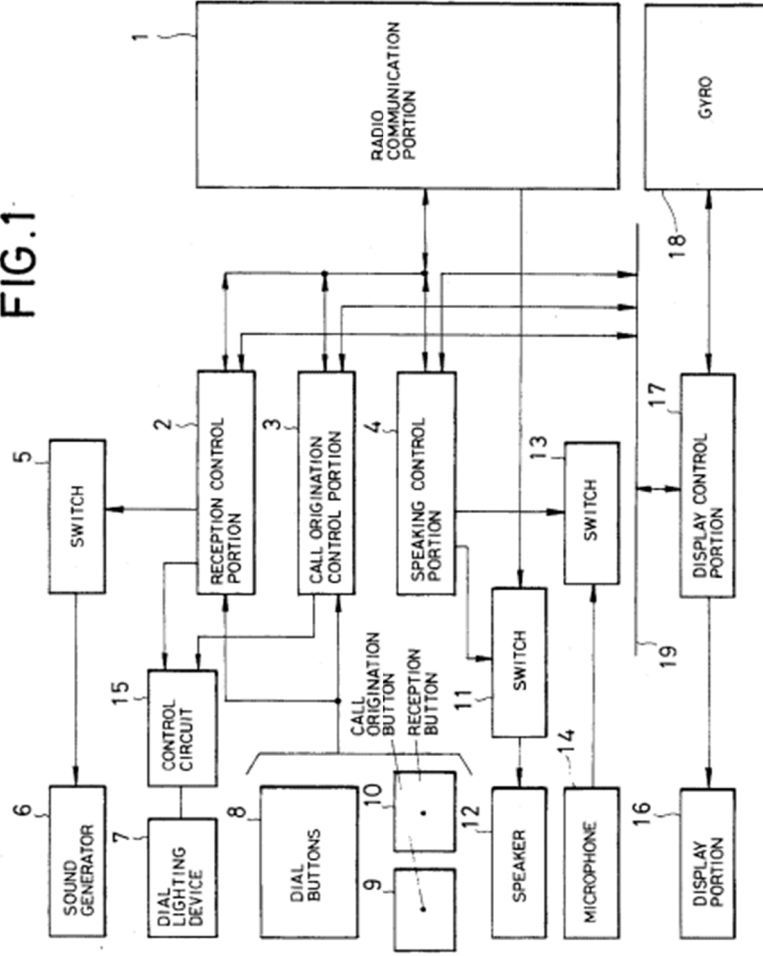 FIG.1
5
SWITCH
6
SOUND
GENERATOR
15
CONTROL
CIRCUIT
7
DIAL
LIGHTING
DEVICE
2
RECEPTION CONTROL
PORTION
3
CALL ORIGINATION
CONTROL PORTION
8
DIAL
BUTTONS
CALL
ORIGINATION
BUTTON
RECEPTION
BUTTON
9
10
4
SPEAKING CONTROL
PORTION
1
RADIO
COMMUNICATION
PORTION
11
SWITCH
12
SPEAKER
13
SWITCH
14
MICROPHONE
19
16
DISPLAY
PORTION
17
DISPLAY CONTROL
PORTION
18
GYRO